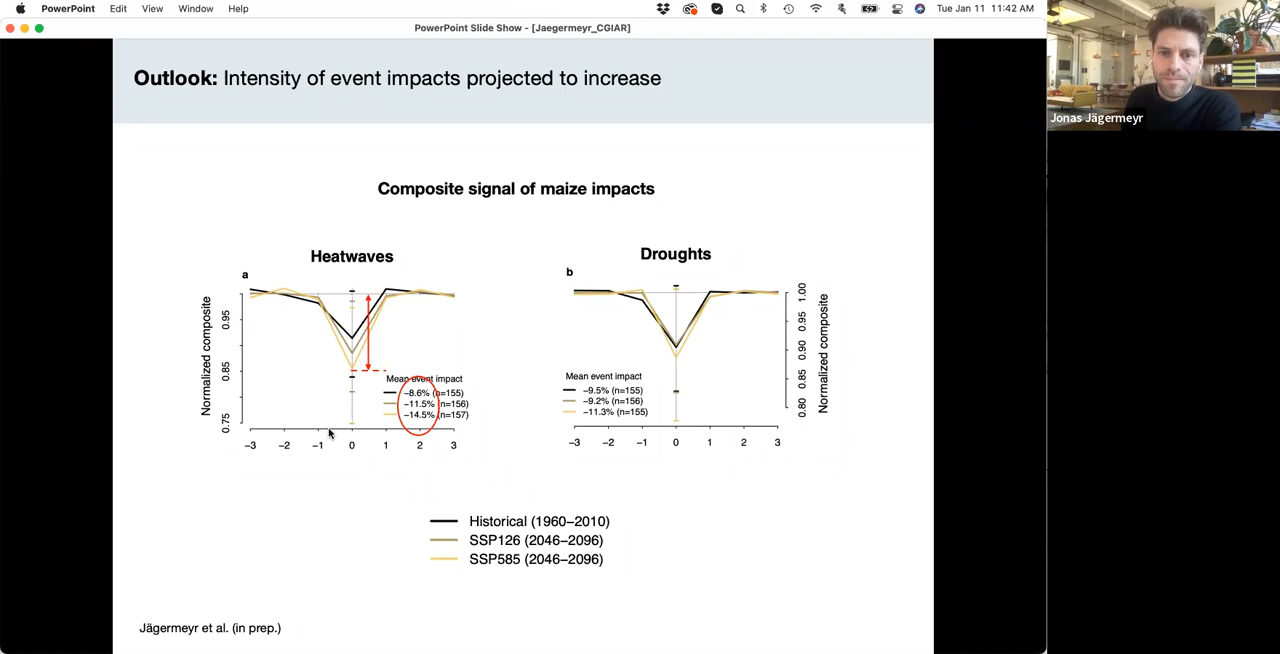 PowerPoint Edit View Window Help Tue Jan 11 11:42 AM
PowerPoint Slide Show - [Jaegermeyr_CGIAR]
Outlook: Intensity of event impacts projected to increase
Jonas Jägermeyr
Composite signal of maize impacts
Heatwaves
a
Normalized composite
0.95
0.85
0.75
Mean event impact
−8.6% (n=155)
−11.5% (n=156)
−14.5% (n=157)
−3 −2 −1 0 1 2 3
Droughts
b
Mean event impact
−9.5% (n=155)
−9.2% (n=156)
−11.3% (n=155)
−3 −2 −1 0 1 2 3
1.00
0.95
0.90
0.85
0.80
Normalized composite
Historical (1960–2010)
SSP126 (2046–2096)
SSP585 (2046–2096)
Jägermeyr et al. (in prep.)